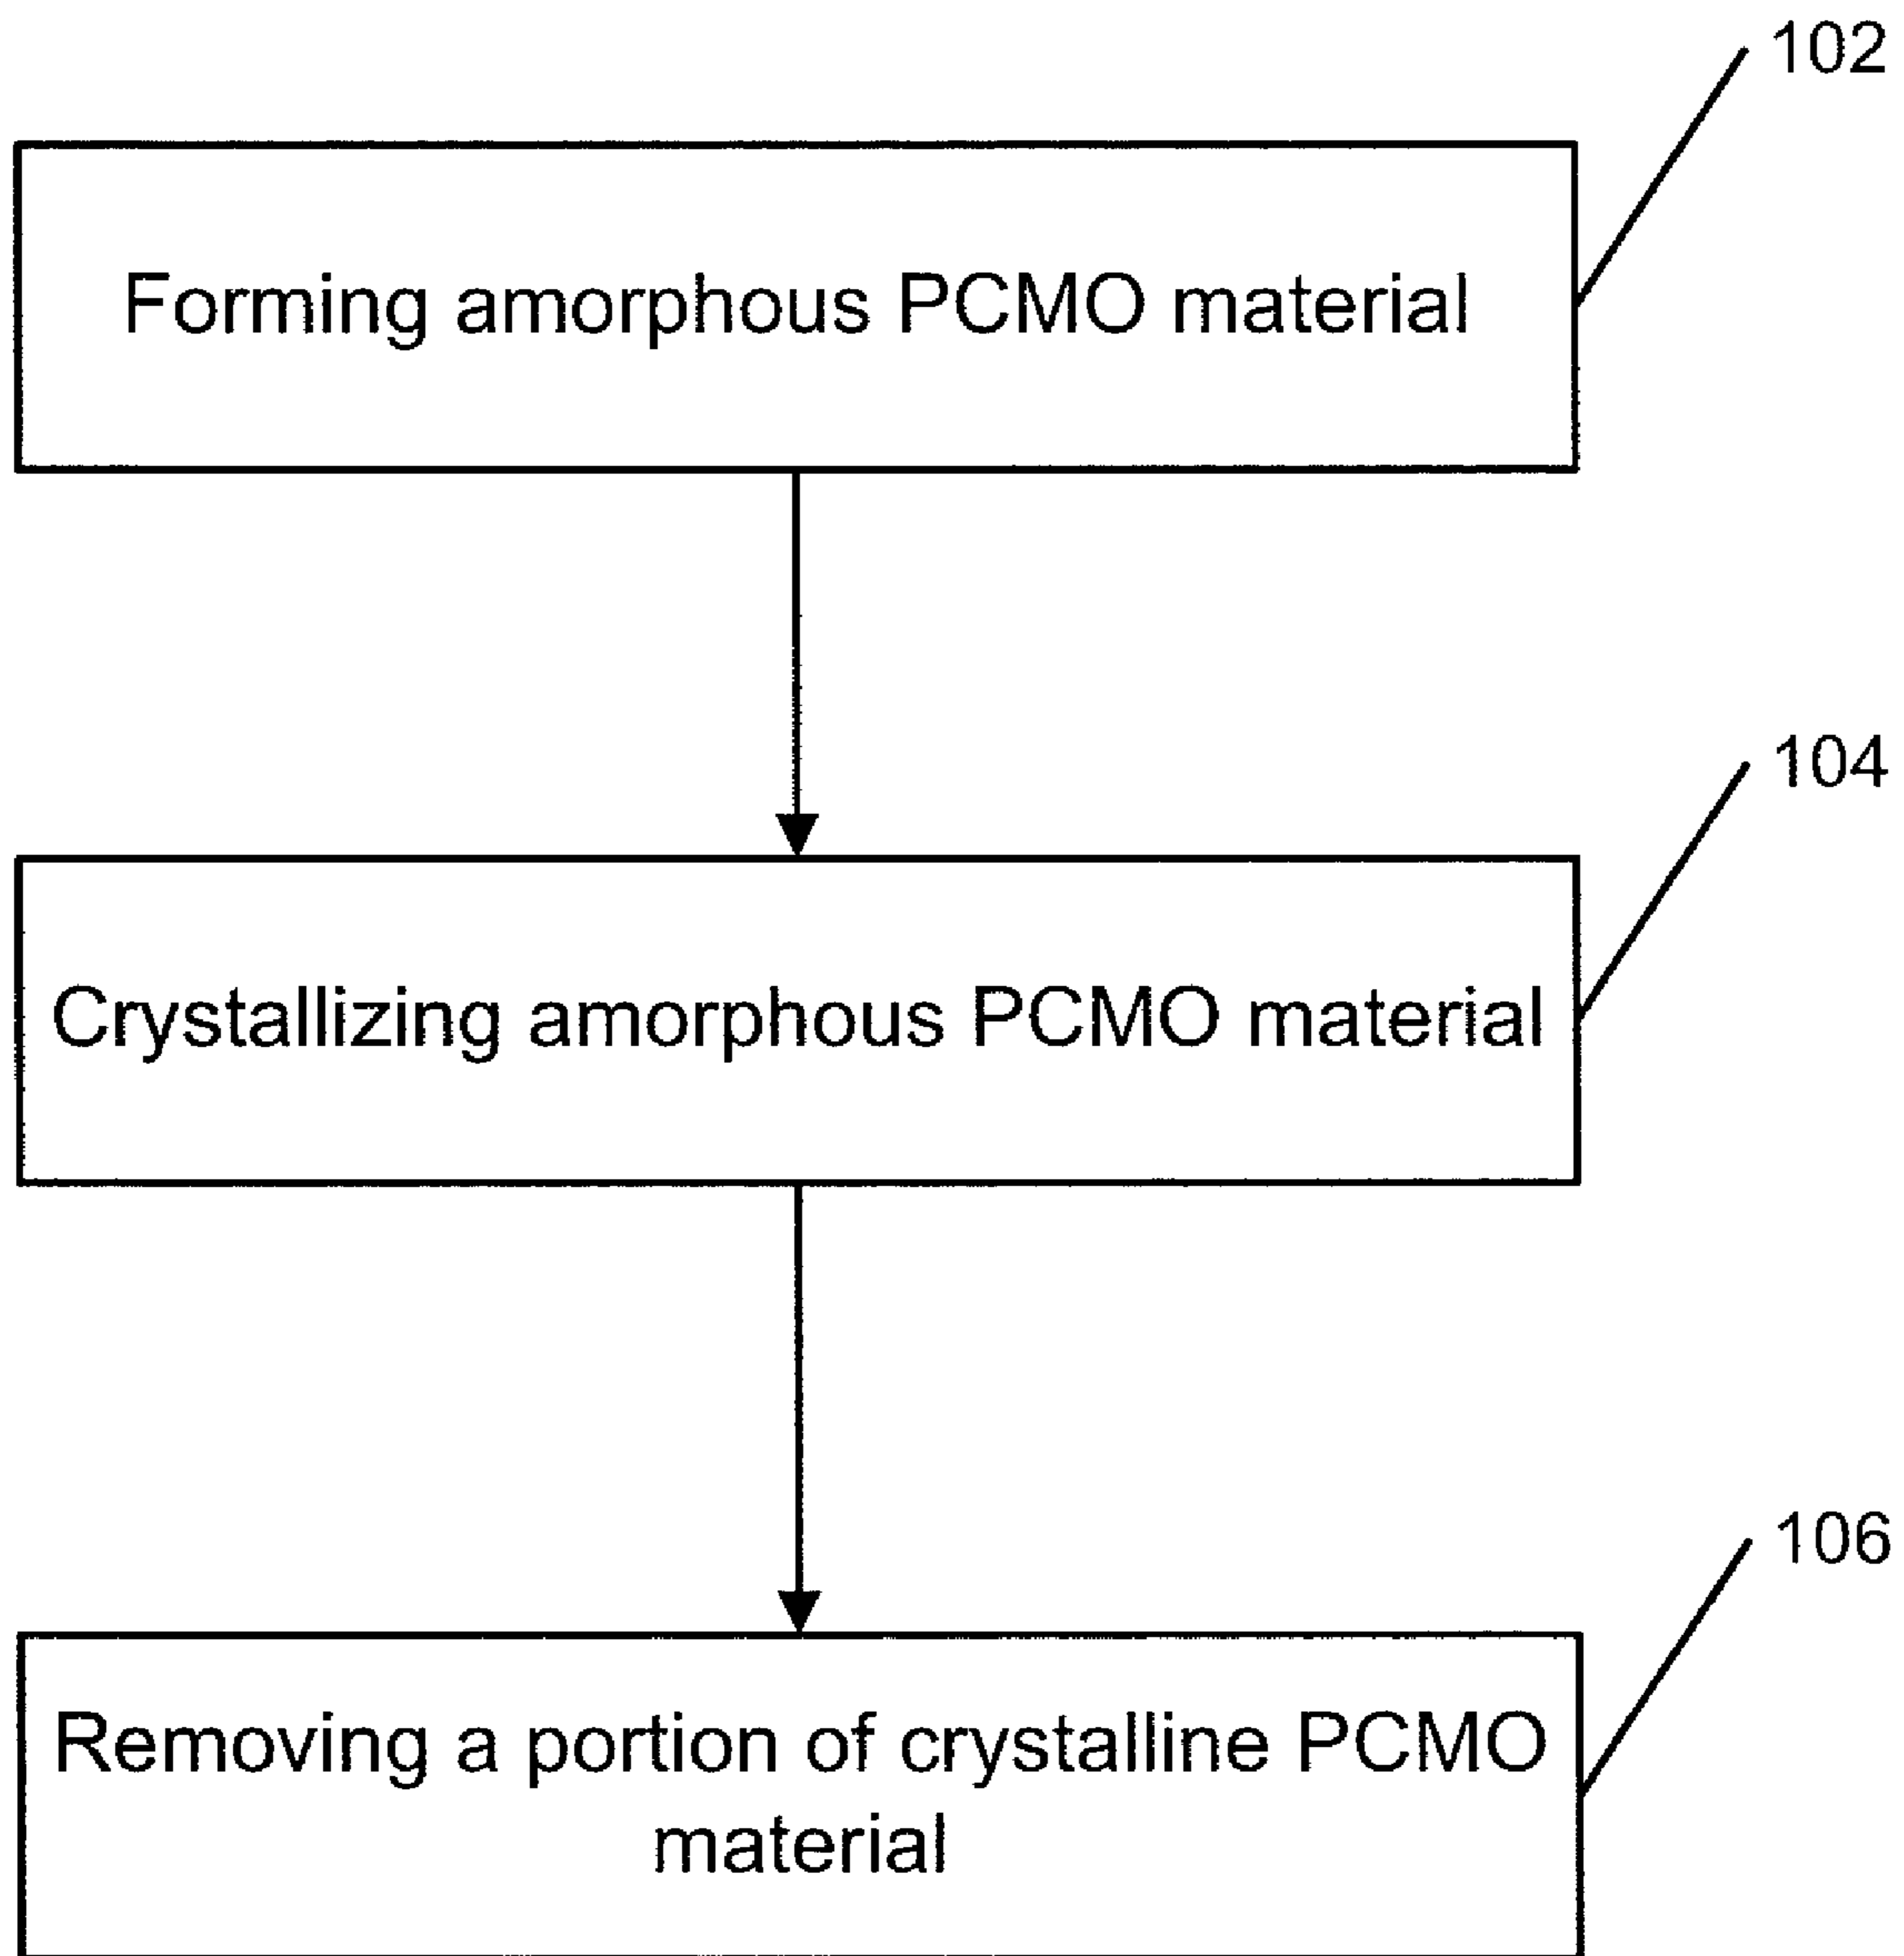 102
Forming amorphous PCMO material
104
Crystallizing amorphous PCMO material
106
Removing a portion of crystalline PCMO
material